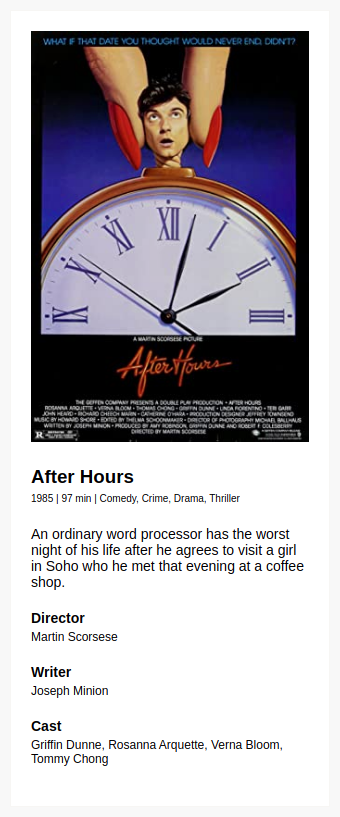 WHAT IF THAT DATE YOU THOUGHT WOULD NEVER END, DIDN'T?
XI XII I
X II
IX III
A MARTIN SCORSESE PICTURE
After Hours
THE GEFFEN COMPANY PRESENTS A DOUBLE PLAY PRODUCTION · AFTER HOURS
ROSANNA ARQUETTE · VERNA BLOOM · THOMAS CHONG · GRIFFIN DUNNE · LINDA FIORENTINO · TERI GARR
JOHN HEARD · RICHARD CHEECH MARIN · CATHERINE O'HARA · PRODUCTION DESIGNER JEFFREY TOWNSEND
MUSIC BY HOWARD SHORE · EDITED BY THELMA SCHOONMAKER · DIRECTOR OF PHOTOGRAPHY MICHAEL BALLHAUS
WRITTEN BY JOSEPH MINION · PRODUCED BY AMY ROBINSON, GRIFFIN DUNNE AND ROBERT F. COLESBERRY
DIRECTED BY MARTIN SCORSESE
R
After Hours
1985 | 97 min | Comedy, Crime, Drama, Thriller
An ordinary word processor has the worst
night of his life after he agrees to visit a girl
in Soho who he met that evening at a coffee
shop.
Director
Martin Scorsese
Writer
Joseph Minion
Cast
Griffin Dunne, Rosanna Arquette, Verna Bloom,
Tommy Chong